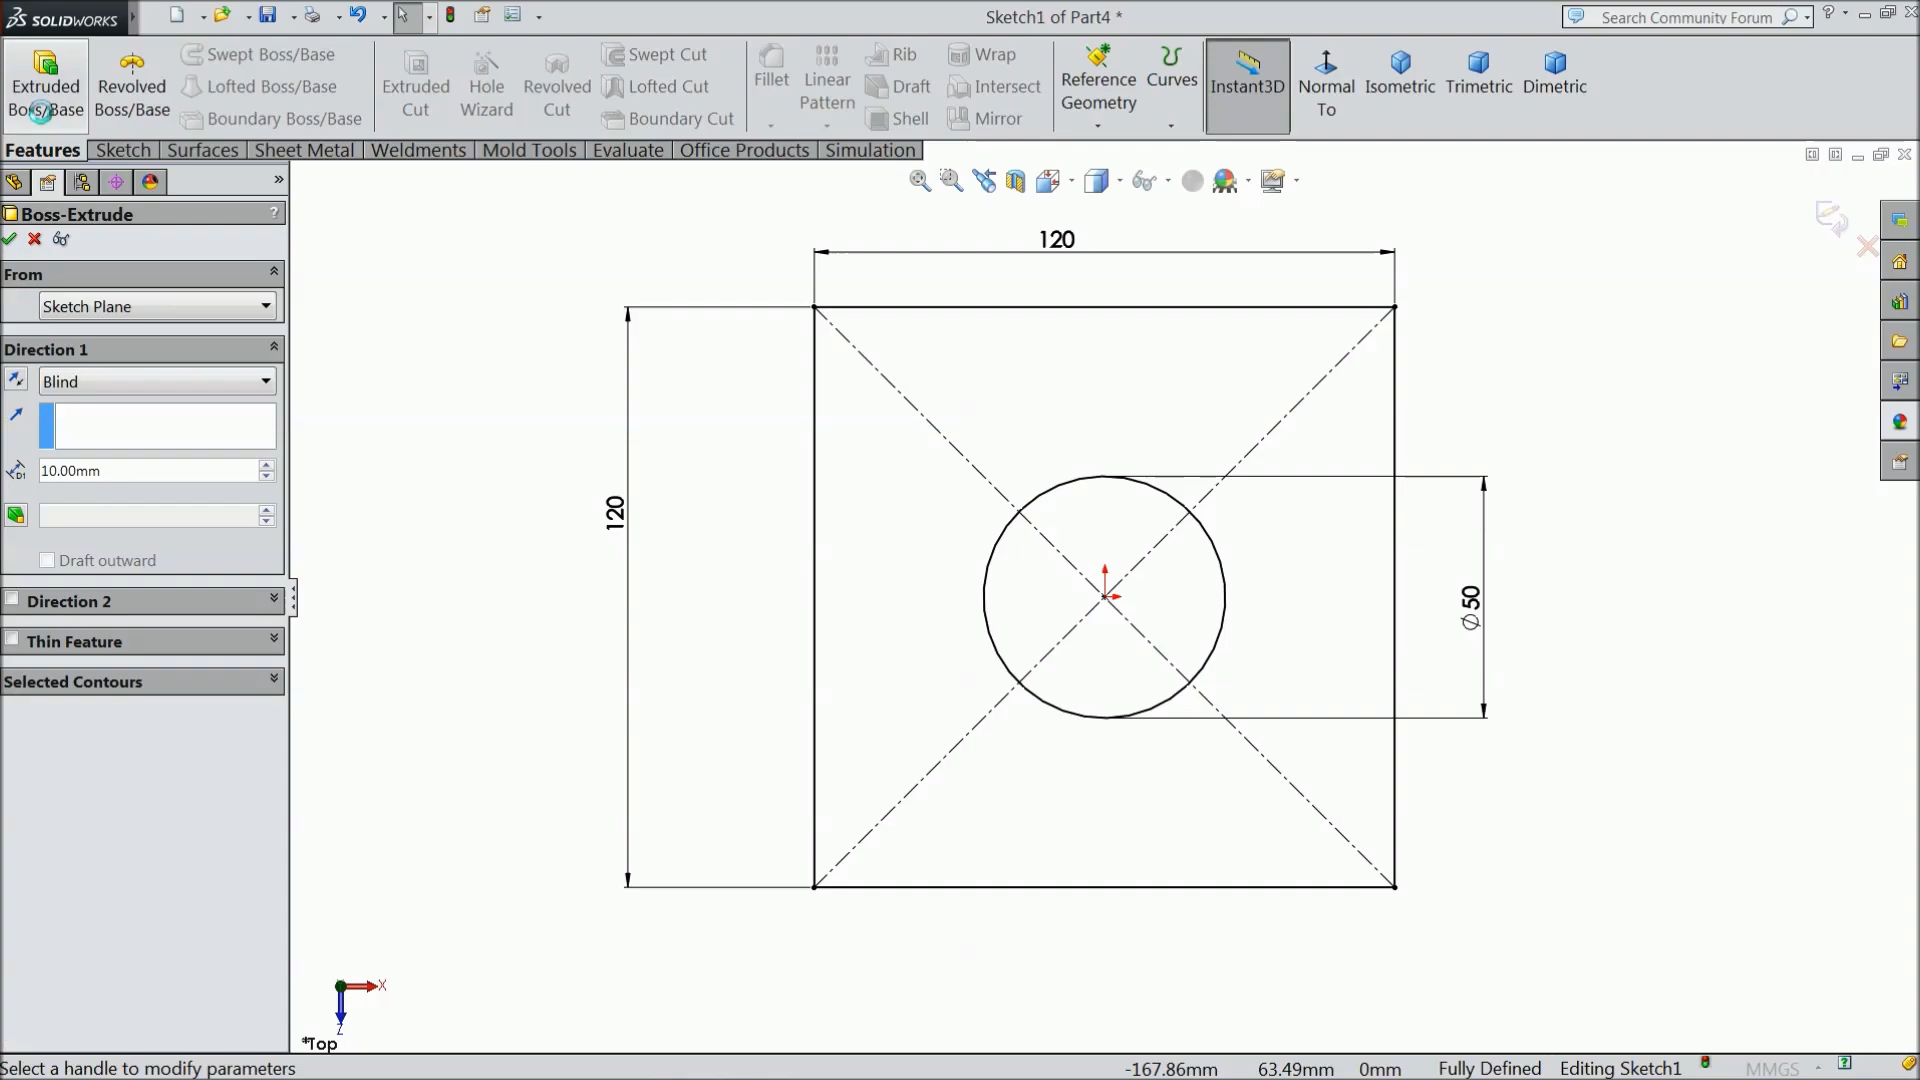 SOLIDWORKS
Sketch1 of Part4 *
Search Community Forum
?
Extruded Boss/Base
Revolved Boss/Base
Swept Boss/Base
Lofted Boss/Base
Boundary Boss/Base
Extruded Cut
Hole Wizard
Revolved Cut
Swept Cut
Lofted Cut
Boundary Cut
Fillet
Linear Pattern
Rib
Draft
Shell
Wrap
Intersect
Mirror
Reference Geometry
Curves
Instant3D
Normal To
Isometric
Trimetric
Dimetric
Features
Sketch
Surfaces
Sheet Metal
Weldments
Mold Tools
Evaluate
Office Products
Simulation
Boss-Extrude
?
From
Sketch Plane
Direction 1
Blind
D1
10.00mm
Draft outward
Direction 2
Thin Feature
Selected Contours
120
120
∅50
X
Z
*Top
Select a handle to modify parameters
-167.86mm
63.49mm
0mm
Fully Defined
Editing Sketch1
MMGS
?